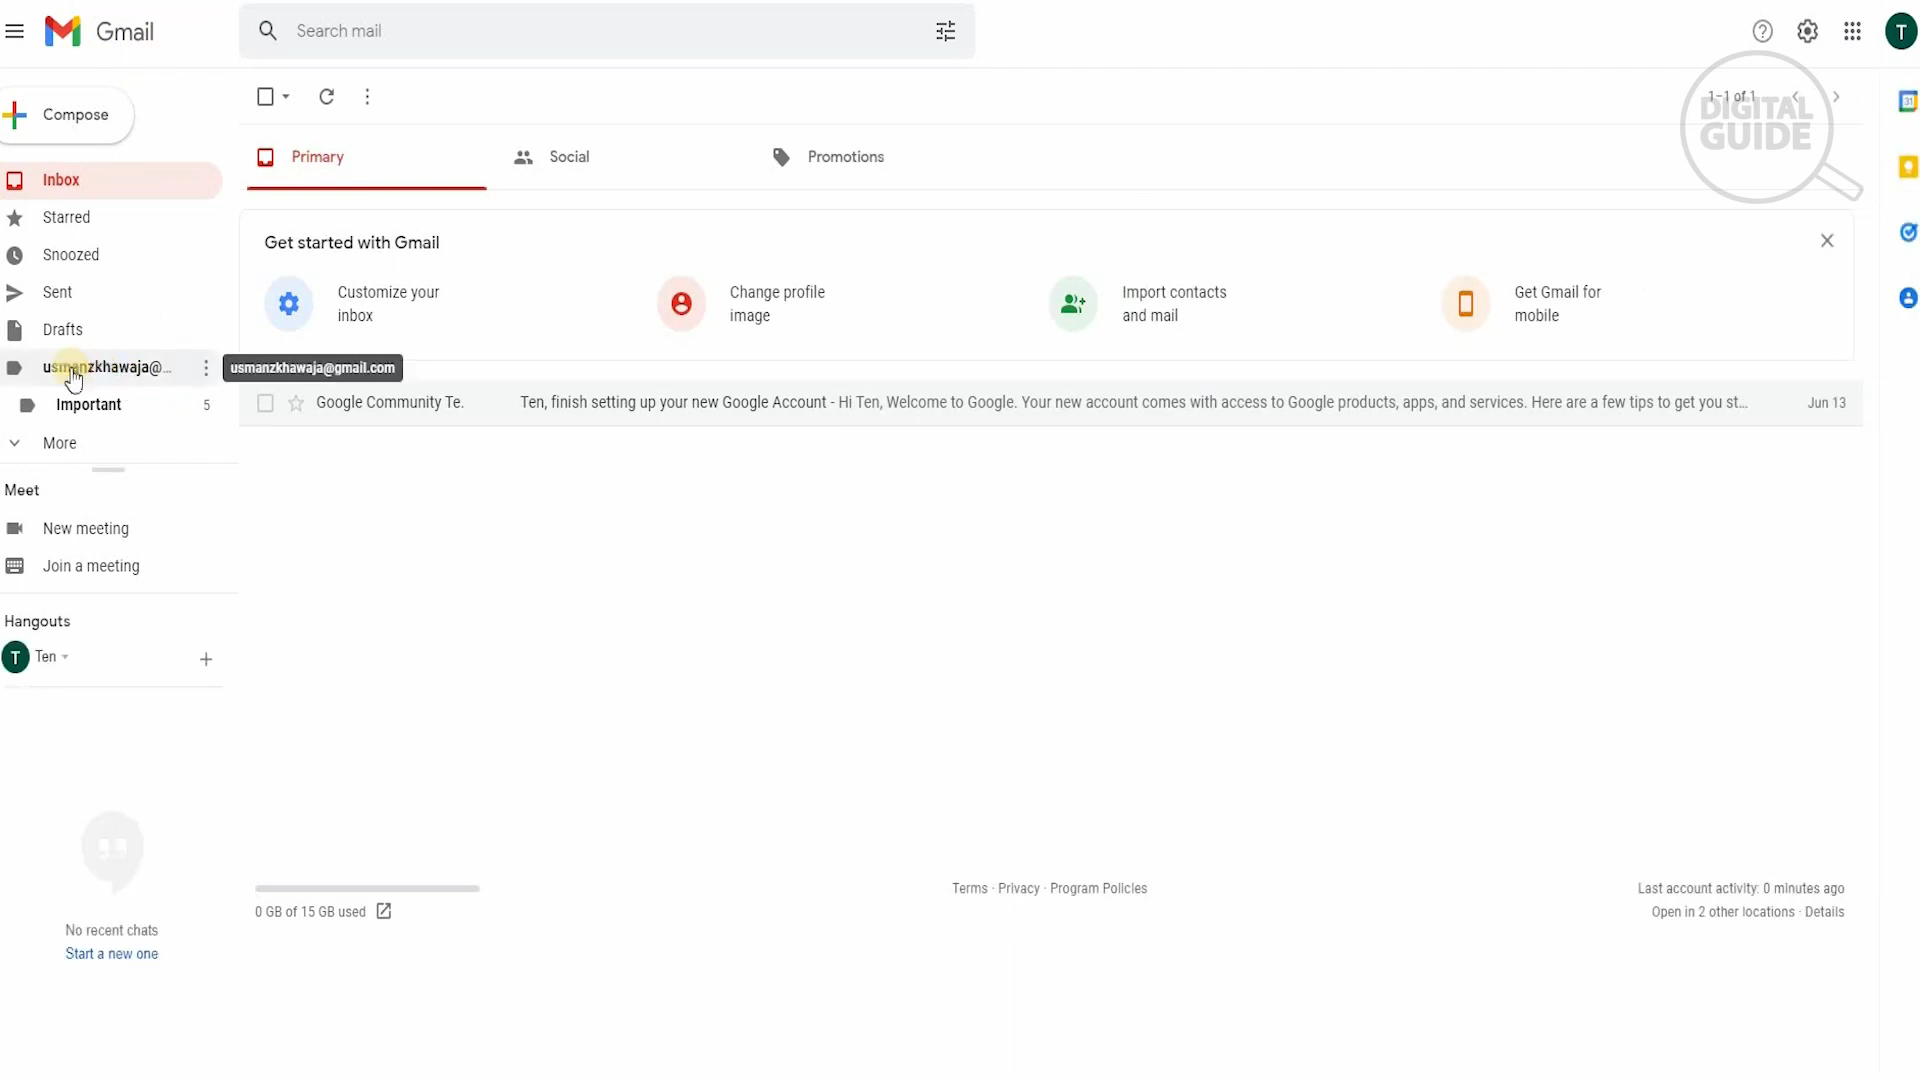 Gmail
Search mail
T
Compose
1–1 of 1
DIGITAL
GUIDE
31
Primary
Social
Promotions
Inbox
Starred
Snoozed
Sent
Drafts
usmanzkhawaja@...
usmanzkhawaja@gmail.com
Important 5
More
Get started with Gmail
Customize your
inbox
Change profile
image
Import contacts
and mail
Get Gmail for
mobile
Google Community Te. Ten, finish setting up your new Google Account - Hi Ten, Welcome to Google. Your new account comes with access to Google products, apps, and services. Here are a few tips to get you st... Jun 13
Meet
New meeting
Join a meeting
Hangouts
T Ten
No recent chats
Start a new one
0 GB of 15 GB used
Terms · Privacy · Program Policies
Last account activity: 0 minutes ago
Open in 2 other locations · Details